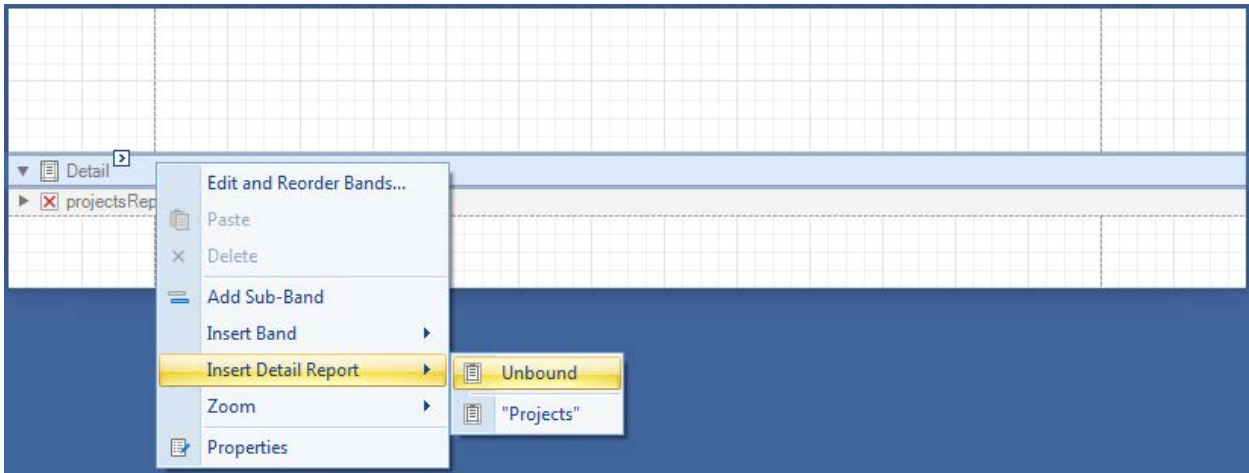 Detail
projectsRep
Edit and Reorder Bands...
Paste
Delete
Add Sub-Band
Insert Band
Insert Detail Report
Unbound
Zoom
"Projects"
Properties